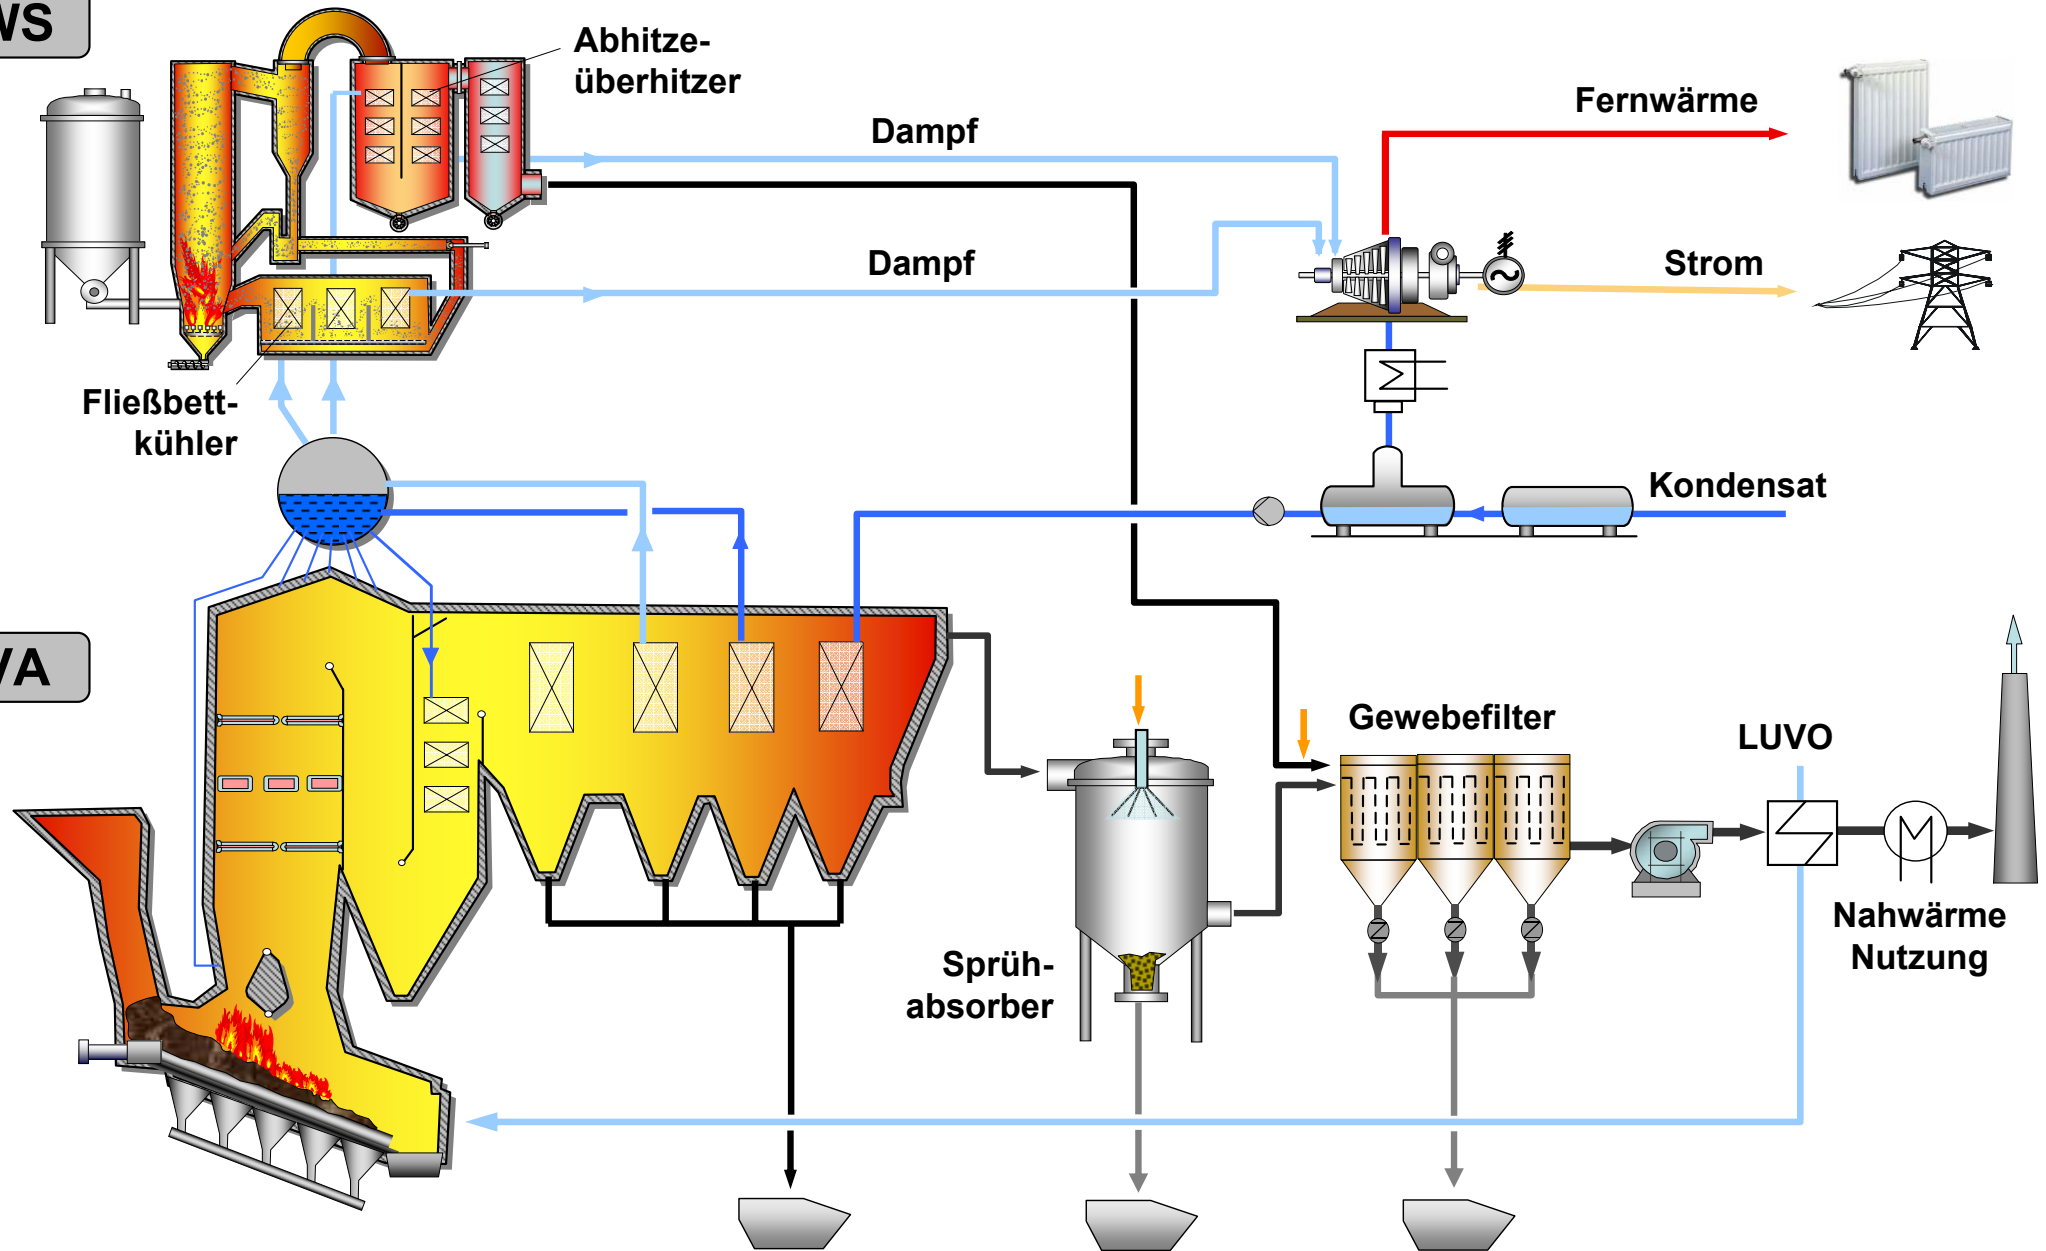 WS
Abhitze-
überhitzer
Dampf
Fernwärme
Dampf
Strom
Fließbett-
kühler
Kondensat
VA
Gewebefilter
LUVO
Sprüh-
absorber
Nahwärme
Nutzung